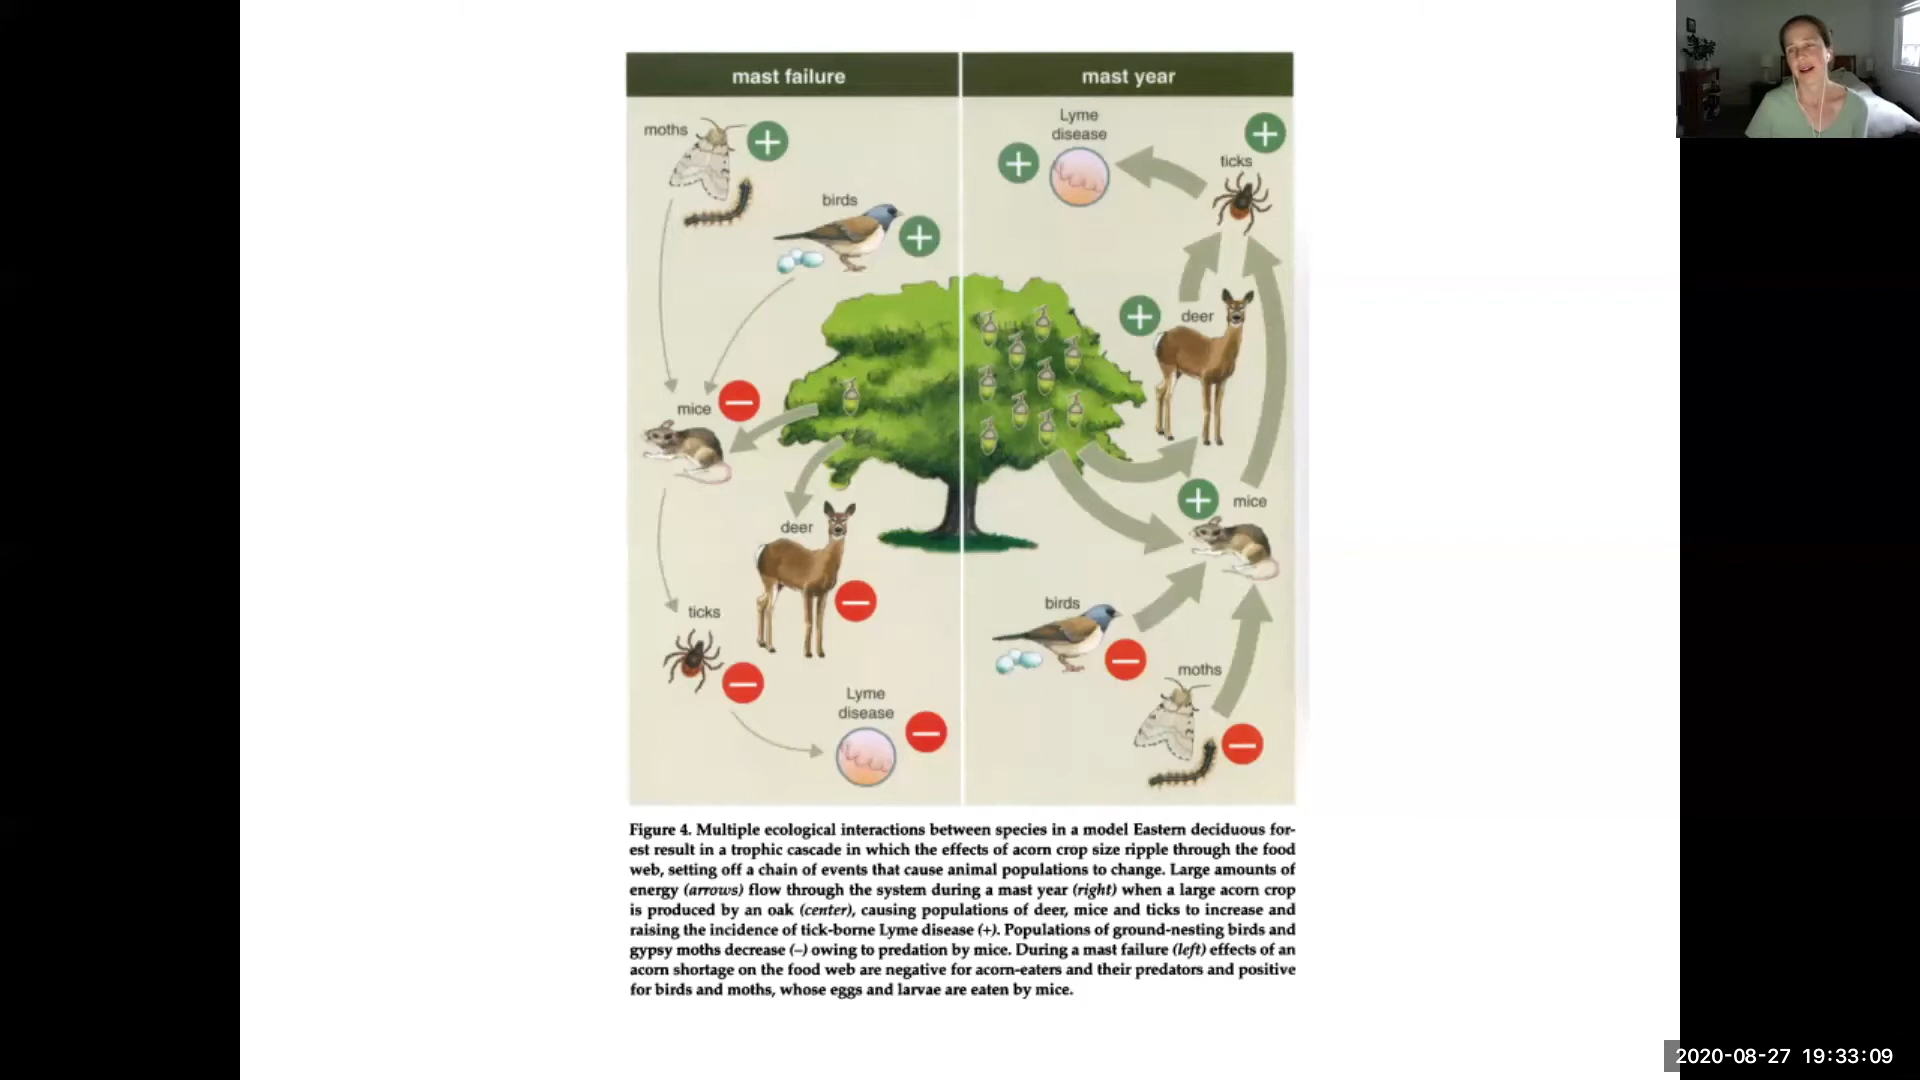 mast failure
mast year
moths
birds
mice
deer
ticks
Lyme
disease
Lyme
disease
ticks
deer
mice
birds
moths
Figure 4. Multiple ecological interactions between species in a model Eastern deciduous for-
est result in a trophic cascade in which the effects of acorn crop size ripple through the food
web, setting off a chain of events that cause animal populations to change. Large amounts of
energy (arrows) flow through the system during a mast year (right) when a large acorn crop
is produced by an oak (center), causing populations of deer, mice and ticks to increase and
raising the incidence of tick-borne Lyme disease (+). Populations of ground-nesting birds and
gypsy moths decrease (–) owing to predation by mice. During a mast failure (left) effects of an
acorn shortage on the food web are negative for acorn-eaters and their predators and positive
for birds and moths, whose eggs and larvae are eaten by mice.
2020-08-27 19:33:09